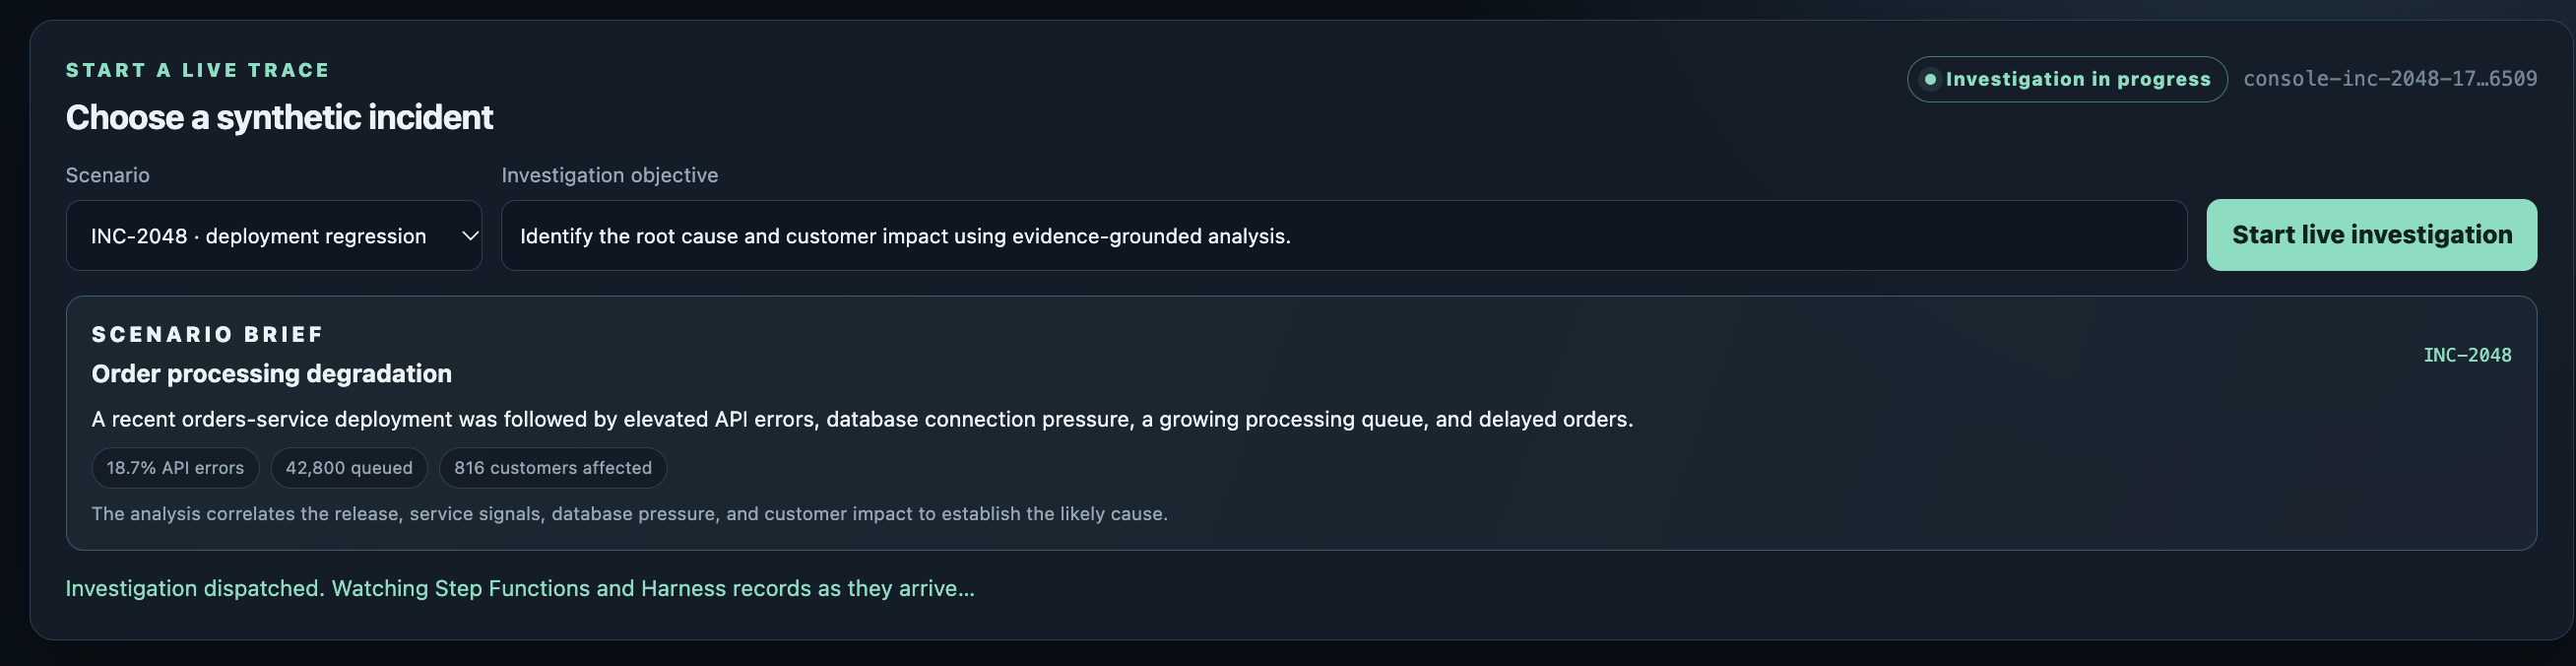 START A LIVE TRACE
Choose a synthetic incident
Investigation in progress
console-inc-2048-17…6509
Scenario
Investigation objective
INC-2048 · deployment regression
Identify the root cause and customer impact using evidence-grounded analysis.
Start live investigation
SCENARIO BRIEF
Order processing degradation
INC-2048
A recent orders-service deployment was followed by elevated API errors, database connection pressure, a growing processing queue, and delayed orders.
18.7% API errors
42,800 queued
816 customers affected
The analysis correlates the release, service signals, database pressure, and customer impact to establish the likely cause.
Investigation dispatched. Watching Step Functions and Harness records as they arrive…